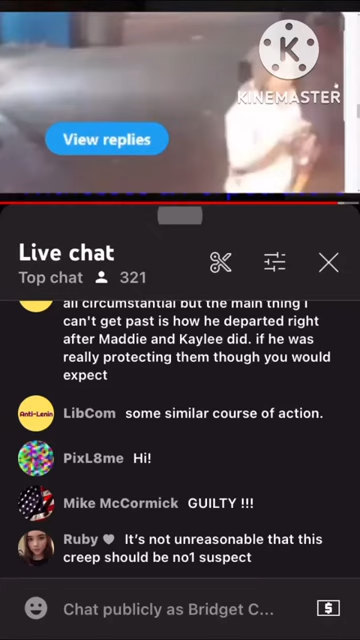 K
KINEMASTER
View replies
Live chat
Top chat 321
all circumstantial but the main thing I
can't get past is how he departed right
after Maddie and Kaylee did. if he was
really protecting them though you would
expect
Anti-Lenin
LibCom some similar course of action.
PixL8me Hi!
Mike McCormick GUILTY !!!
Ruby It's not unreasonable that this
creep should be no1 suspect
Chat publicly as Bridget C...
$